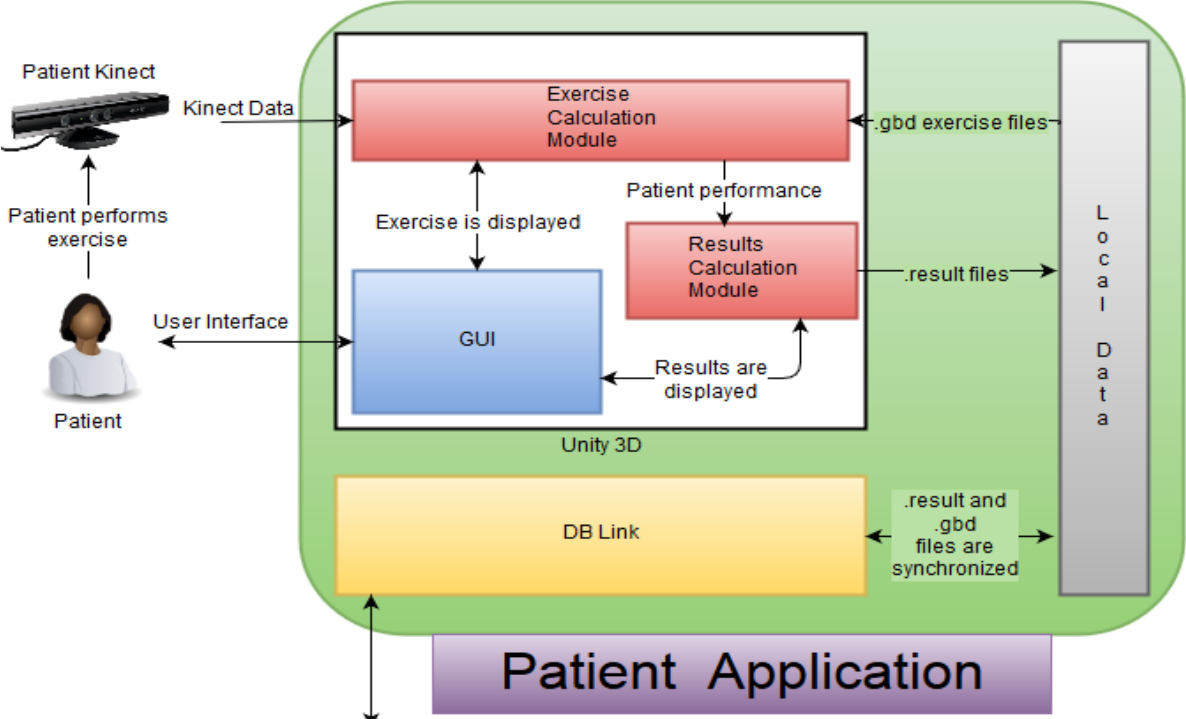 Patient Kinect
Kinect Data
Patient performs
exercise
User Interface
Patient
Exercise
Calculation
Module
.gbd exercise files
Patient performance
Exercise is displayed
Results
Calculation
Module
.result files
GUI
Results are
displayed
Unity 3D
Local Data
DB Link
.result and
.gbd
files are
synchronized
Patient Application